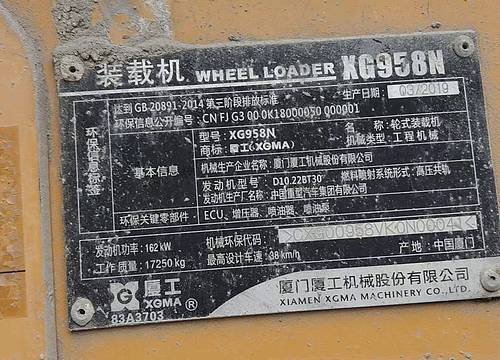 装载机 WHEEL LOADER XG958N
环保信息标签
达到 GB 20891-2014 第三阶段排放标准
生产日期: 03/2019
环保信息公开编号: CN FJ G3 00 0K18000050 000001
基本信息
型号: XG958N
名 称: 轮式装载机
商标: 厦工(XGMA)
机械类型: 工程机械
机械生产企业名称: 厦门厦工机械股份有限公司
发动机型号: D10.22BT30
燃料喷射系统形式: 高压共轨
发动机生产厂名称: 中国重型汽车集团有限公司
环保关键零部件
ECU、增压器、喷油器、喷油泵
发动机功率: 162 kW
机械环保代码:
工作质量: 17250 kg
最高设计车速: 38 km/h
产 地: 中国厦门
厦工
XGMA ®
83A3703
厦门厦工机械股份有限公司
XIAMEN XGMA MACHINERY CO.,LTD.